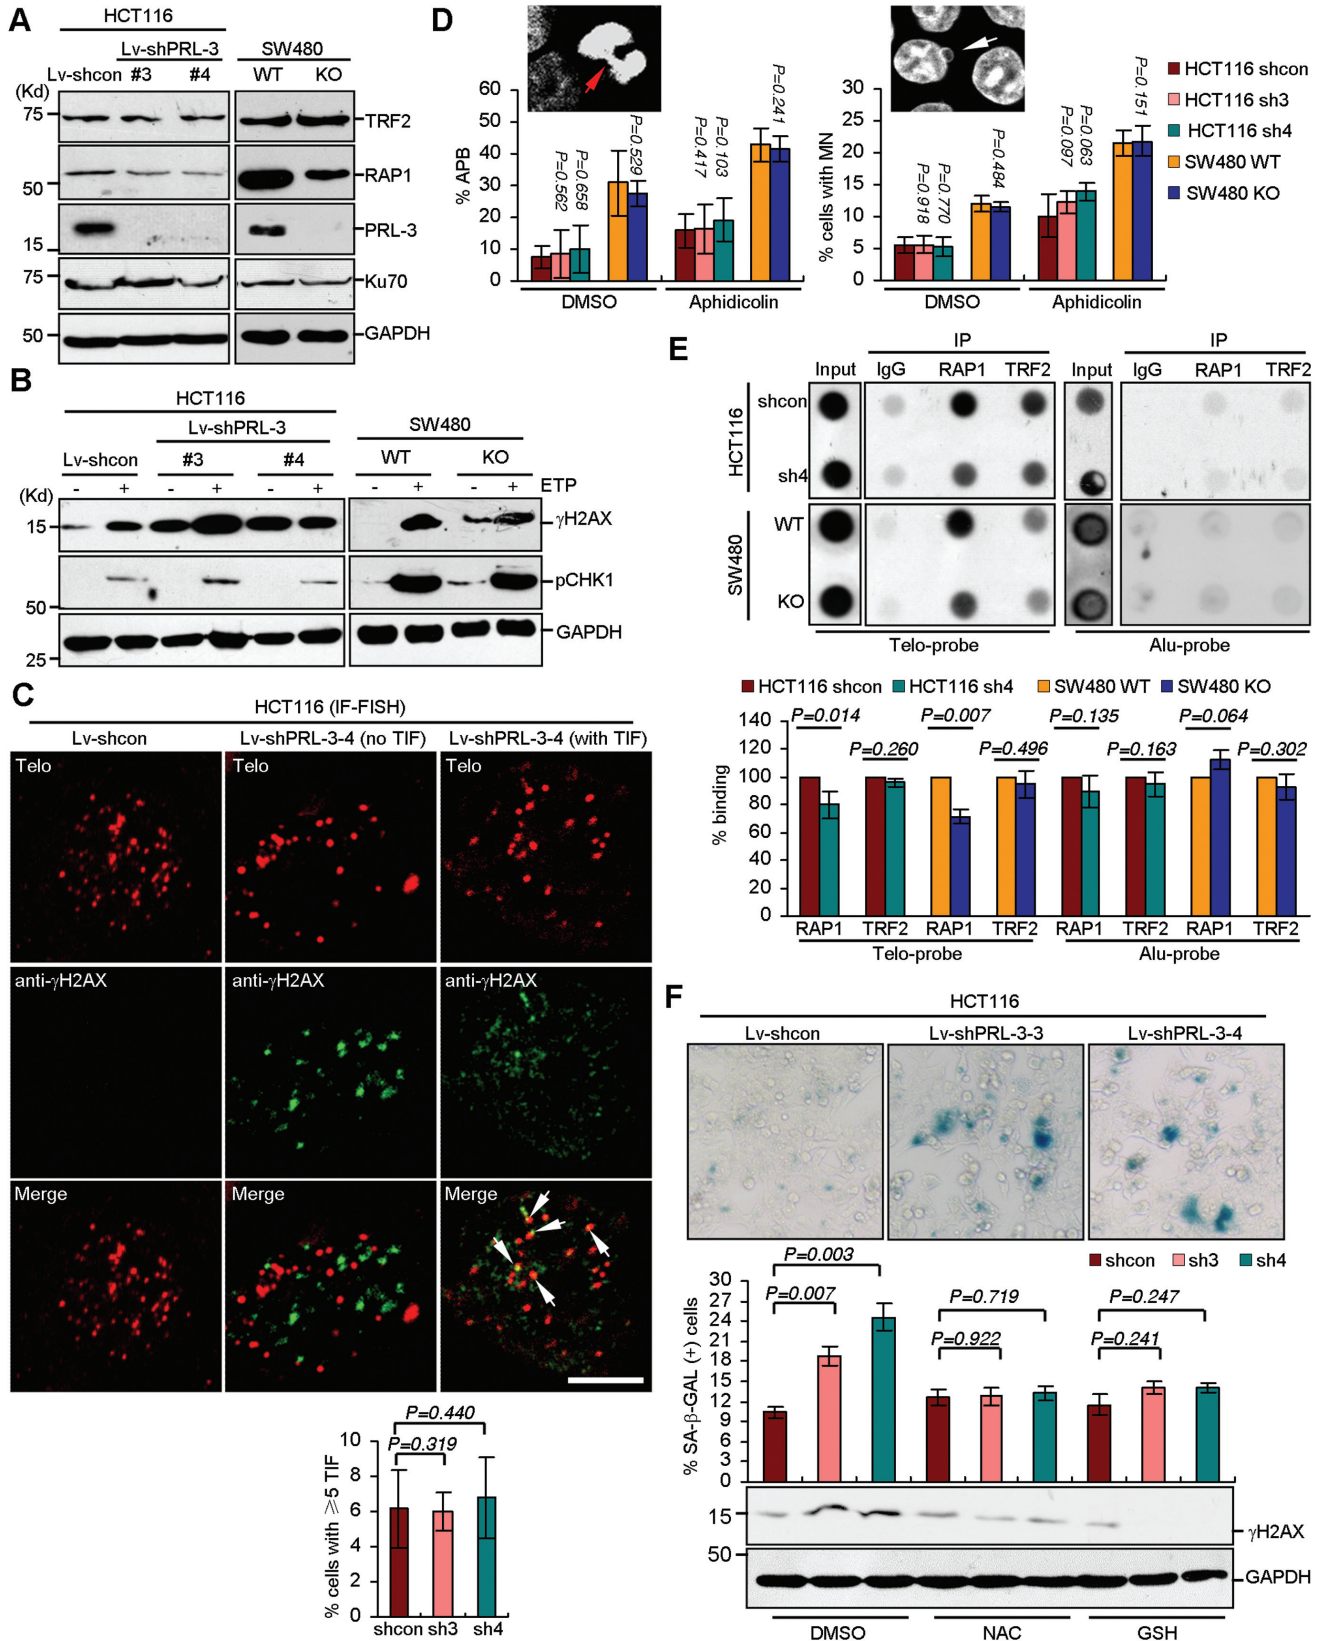 A
HCT116
Lv-shPRL-3
SW480
Lv-shcon #3 #4 WT KO
(Kd)
75
TRF2
RAP1
50
PRL-3
15
75
Ku70
50
GAPDH
B
HCT116
Lv-shPRL-3
SW480
Lv-shcon #3 #4 WT KO
- + - + - + - + - + ETP
(Kd)
15
γH2AX
pCHK1
50
GAPDH
25
C
HCT116 (IF-FISH)
Lv-shcon Lv-shPRL-3-4 (no TIF) Lv-shPRL-3-4 (with TIF)
Telo Telo Telo
anti-γH2AX anti-γH2AX anti-γH2AX
Merge Merge Merge
% cells with ≥5 TIF
10
8
6
4
2
0
P=0.440
P=0.319
shcon sh3 sh4
D
% APB
60
50
40
30
20
10
0
P=0.562
P=0.658
P=0.529
P=0.417
P=0.103
P=0.241
DMSO Aphidicolin
% cells with MN
30
25
20
15
10
5
0
P=0.918
P=0.770
P=0.484
P=0.097
P=0.063
P=0.151
DMSO Aphidicolin
HCT116 shcon
HCT116 sh3
HCT116 sh4
SW480 WT
SW480 KO
E
IP IP
Input IgG RAP1 TRF2 Input IgG RAP1 TRF2
HCT116
shcon
sh4
SW480
WT
KO
Telo-probe Alu-probe
HCT116 shcon HCT116 sh4 SW480 WT SW480 KO
% binding
140
120
100
80
60
40
20
0
P=0.014
P=0.260
P=0.007
P=0.496
P=0.135
P=0.163
P=0.064
P=0.302
RAP1 TRF2 RAP1 TRF2 RAP1 TRF2 RAP1 TRF2
Telo-probe Alu-probe
F
HCT116
Lv-shcon Lv-shPRL-3-3 Lv-shPRL-3-4
shcon sh3 sh4
% SA-β-GAL (+) cells
30
27
24
21
18
15
12
9
6
3
0
P=0.003
P=0.007
P=0.719
P=0.922
P=0.247
P=0.241
15
γH2AX
50
GAPDH
DMSO NAC GSH